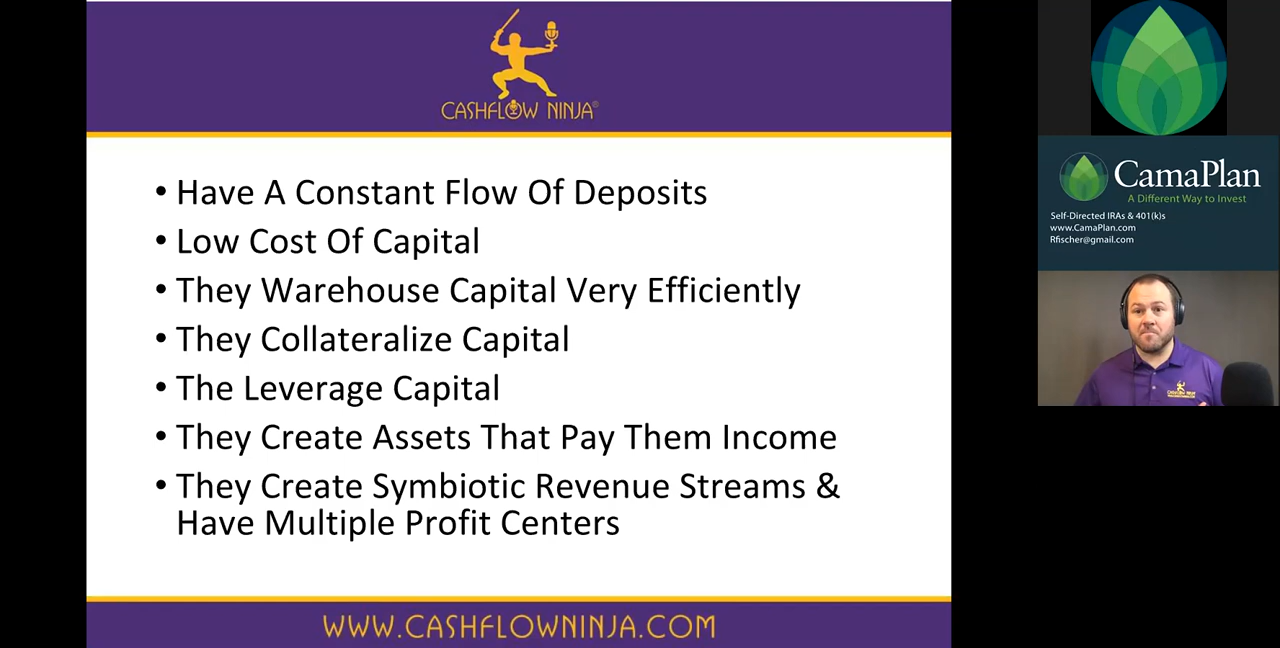 CASHFLOW NINJA®
• Have A Constant Flow Of Deposits
• Low Cost Of Capital
• They Warehouse Capital Very Efficiently
• They Collateralize Capital
• The Leverage Capital
• They Create Assets That Pay Them Income
• They Create Symbiotic Revenue Streams &
Have Multiple Profit Centers
WWW.CASHFLOWNINJA.COM
CamaPlan
A Different Way to Invest
Self-Directed IRAs & 401(k)s
www.CamaPlan.com
Rfischer@gmail.com
CASHFLOW NINJA